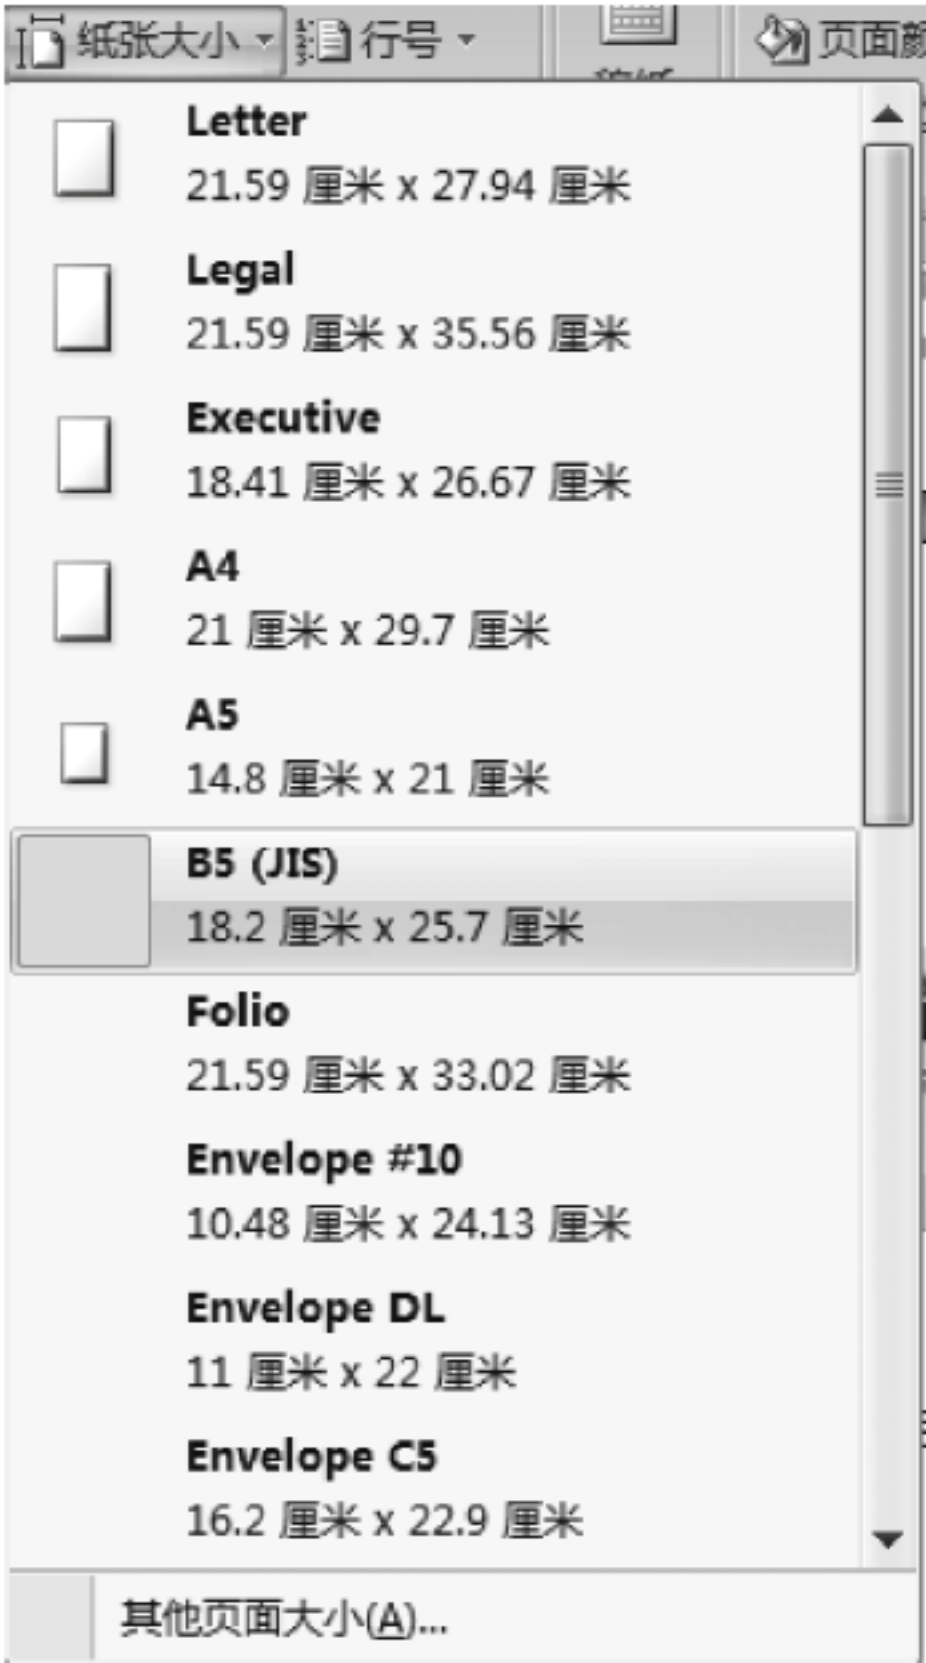 纸张大小 行号 页面颜
Letter
21.59 厘米 x 27.94 厘米
Legal
21.59 厘米 x 35.56 厘米
Executive
18.41 厘米 x 26.67 厘米
A4
21 厘米 x 29.7 厘米
A5
14.8 厘米 x 21 厘米
B5 (JIS)
18.2 厘米 x 25.7 厘米
Folio
21.59 厘米 x 33.02 厘米
Envelope #10
10.48 厘米 x 24.13 厘米
Envelope DL
11 厘米 x 22 厘米
Envelope C5
16.2 厘米 x 22.9 厘米
其他页面大小(A)...